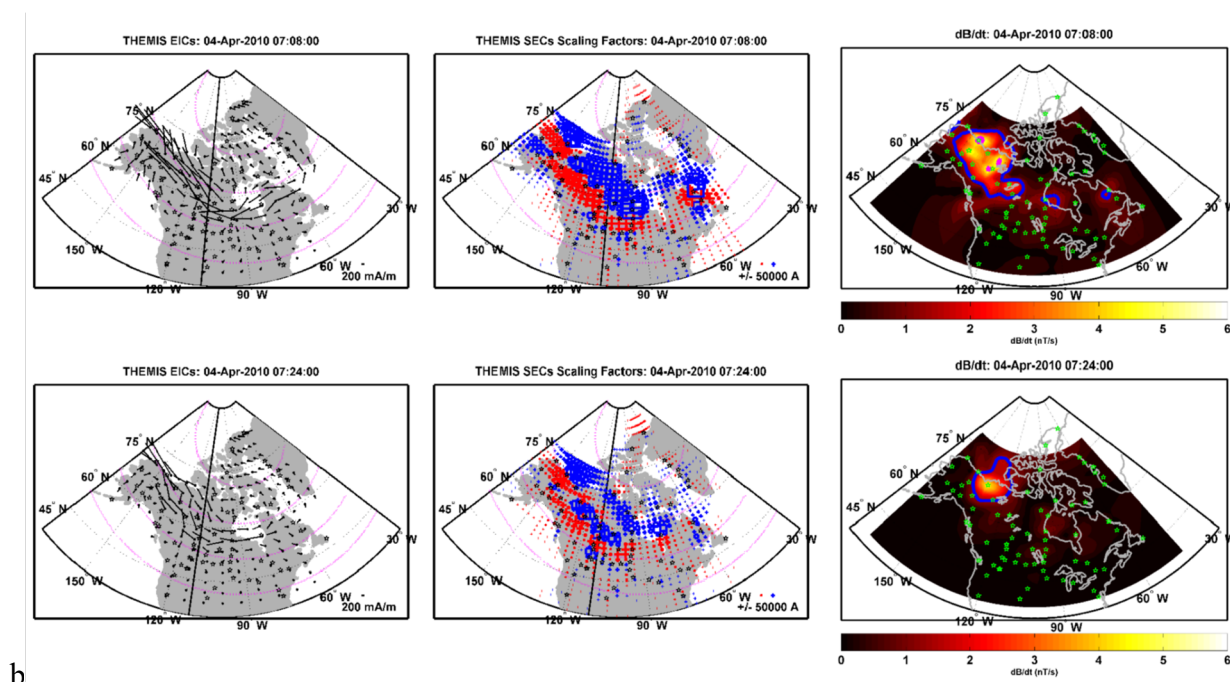 THEMIS EICs: 04-Apr-2010 07:08:00
75° N
60° N
45° N
150° W
120° W
90° W
60° W
30° W
200 mA/m
THEMIS SECs Scaling Factors: 04-Apr-2010 07:08:00
75° N
60° N
45° N
150° W
120° W
90° W
60° W
30° W
+/- 50000 A
dB/dt: 04-Apr-2010 07:08:00
75° N
60° N
45° N
150° W
120° W
90° W
60° W
30° W
0 1 2 3 4 5 6
dB/dt (nT/s)
THEMIS EICs: 04-Apr-2010 07:24:00
75° N
60° N
45° N
150° W
120° W
90° W
60° W
30° W
200 mA/m
THEMIS SECs Scaling Factors: 04-Apr-2010 07:24:00
75° N
60° N
45° N
150° W
120° W
90° W
60° W
30° W
+/- 50000 A
dB/dt: 04-Apr-2010 07:24:00
75° N
60° N
45° N
150° W
120° W
90° W
60° W
30° W
0 1 2 3 4 5 6
dB/dt (nT/s)
b